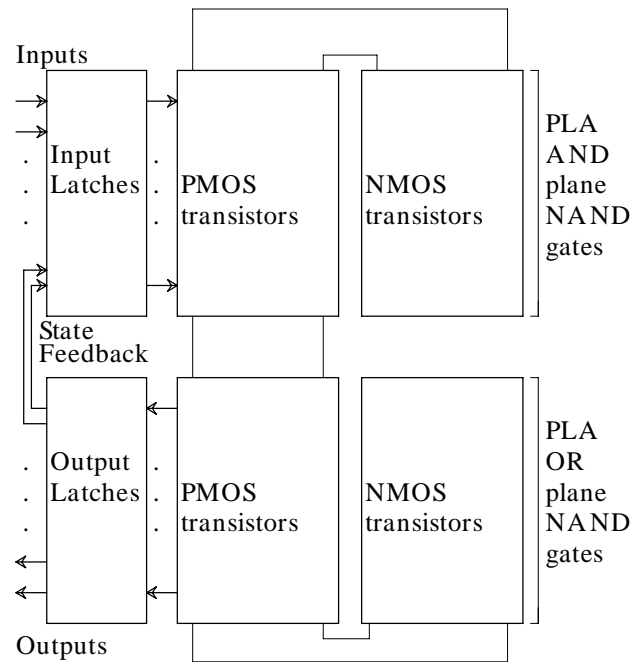 Inputs
Input
Latches
.
.
.
.
.
.
PMOS
transistors
NMOS
transistors
PLA
AND
plane
NAND
gates
State
Feedback
Output
Latches
.
.
.
.
.
.
PMOS
transistors
NMOS
transistors
PLA
OR
plane
NAND
gates
Outputs